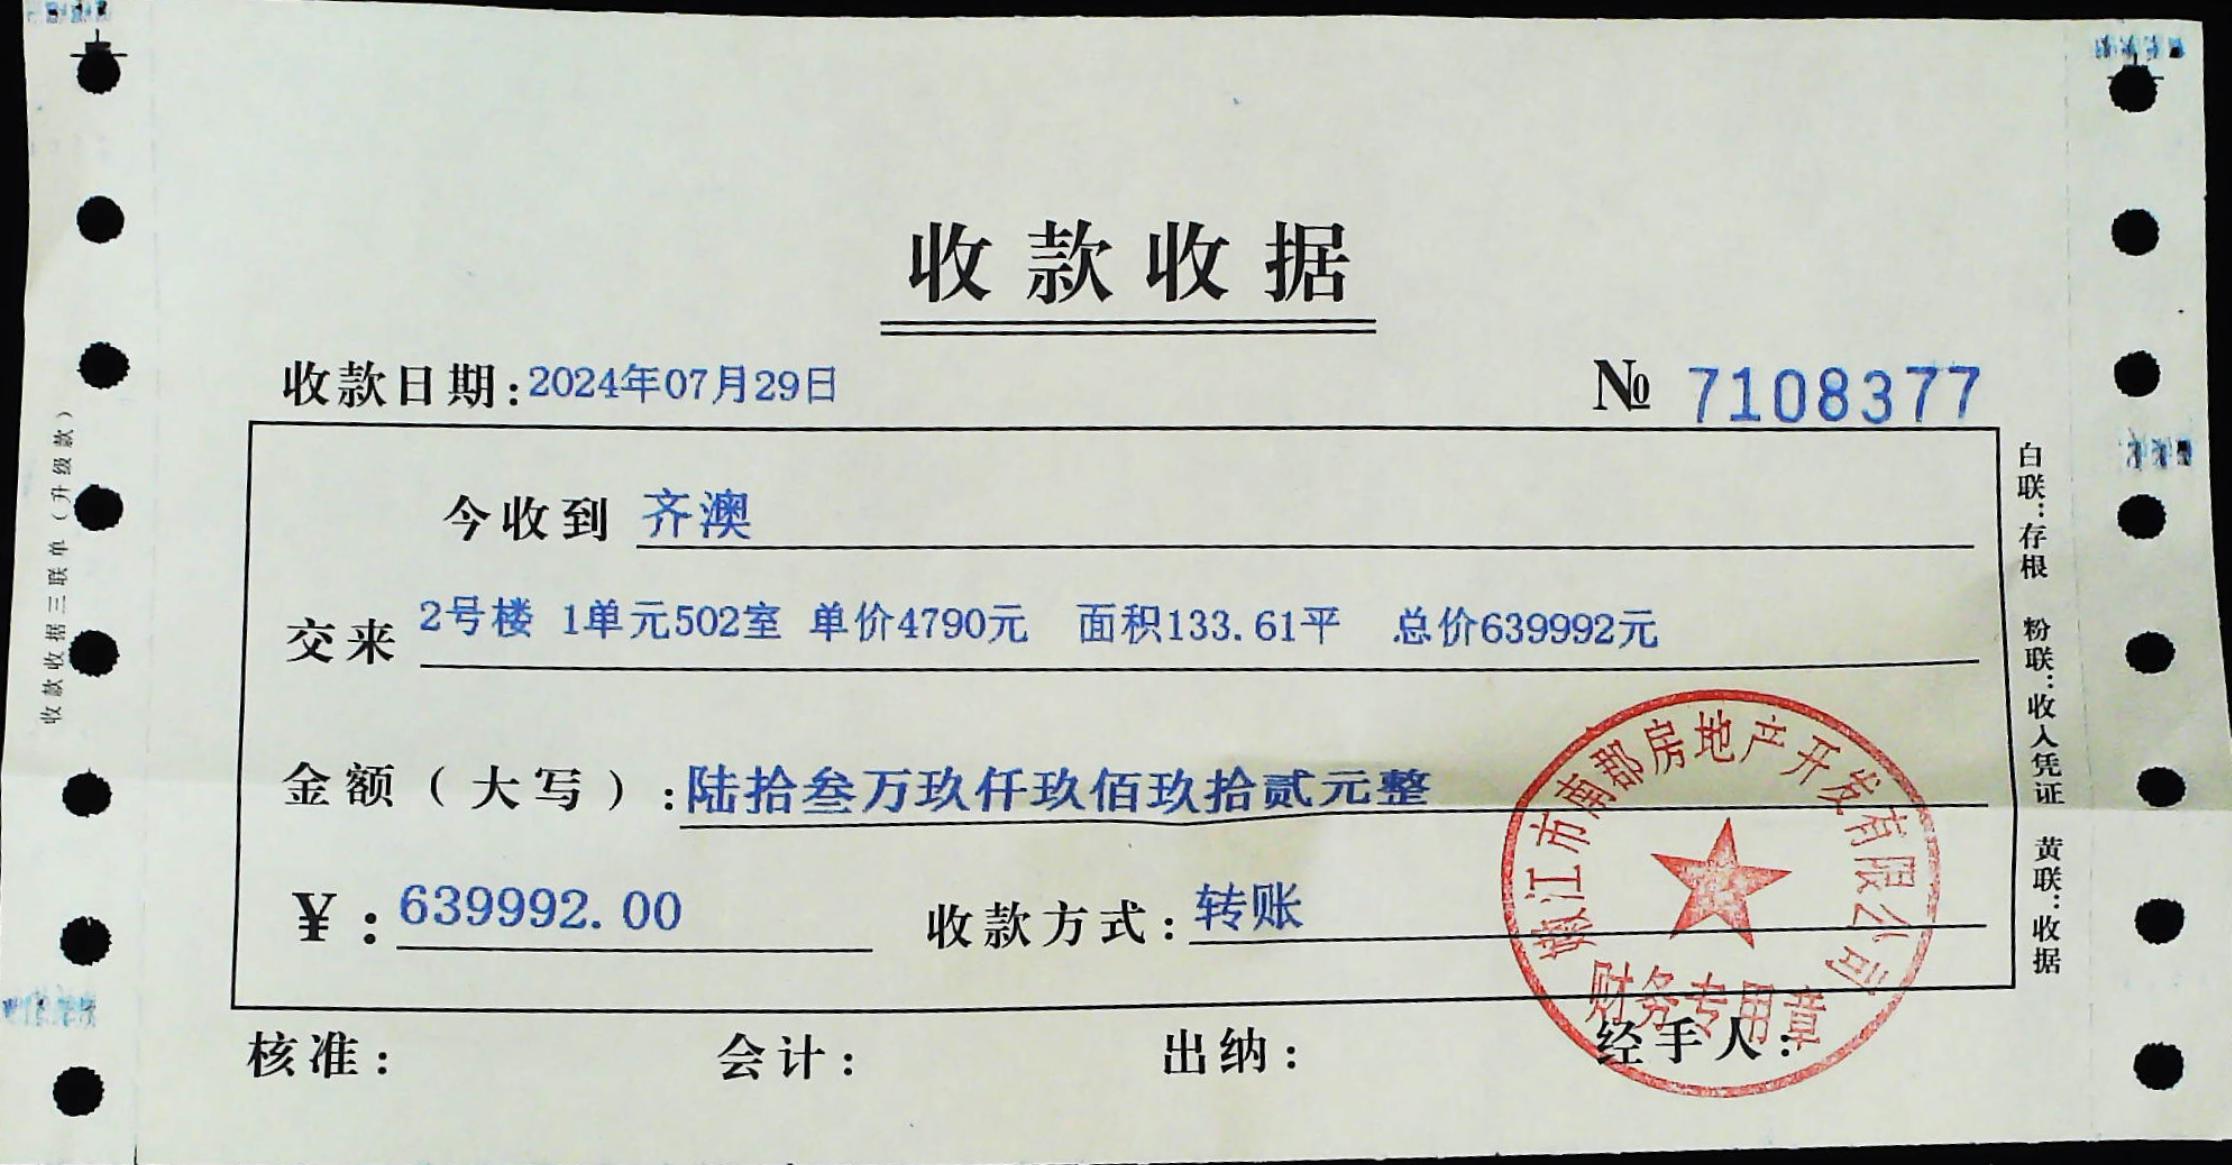 收款收据
收款日期:2024年07月29日
№ 7108377
今收到 齐澳
交来 2号楼 1单元502室 单价4790元 面积133.61平 总价639992元
金额（大写）:陆拾叁万玖仟玖佰玖拾贰元整
¥:639992.00 收款方式:转账
核准: 会计: 出纳: 经手人:
嫩江市南郡房地产开发有限公司
财务专用章
白联:存根 粉联:收入凭证 黄联:收据
收款收据三联单（升级款）